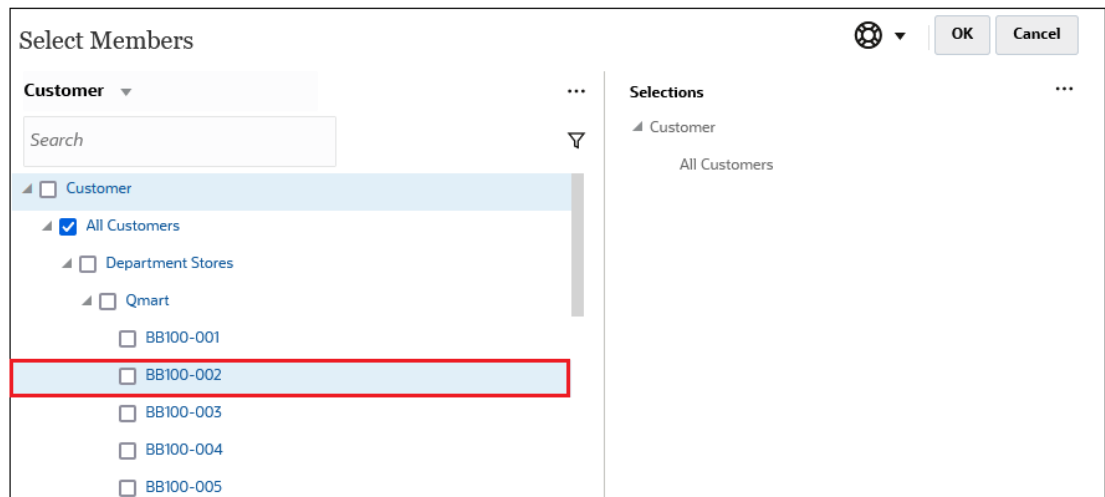 Select Members
OK
Cancel
Customer
Search
Customer
All Customers
Department Stores
Qmart
BB100-001
BB100-002
BB100-003
BB100-004
BB100-005
Selections
Customer
All Customers